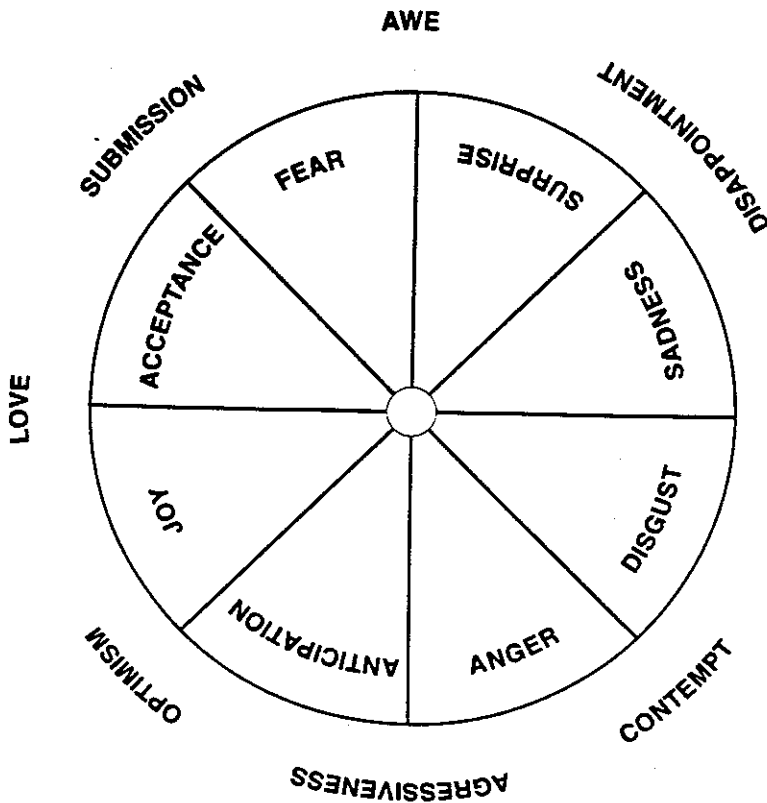 AWE
DISAPPOINTMENT
SUBMISSION
FEAR
SURPRISE
ACCEPTANCE
SADNESS
LOVE
JOY
DISGUST
ANTICIPATION
ANGER
OPTIMISM
CONTEMPT
AGRESSIVENESS